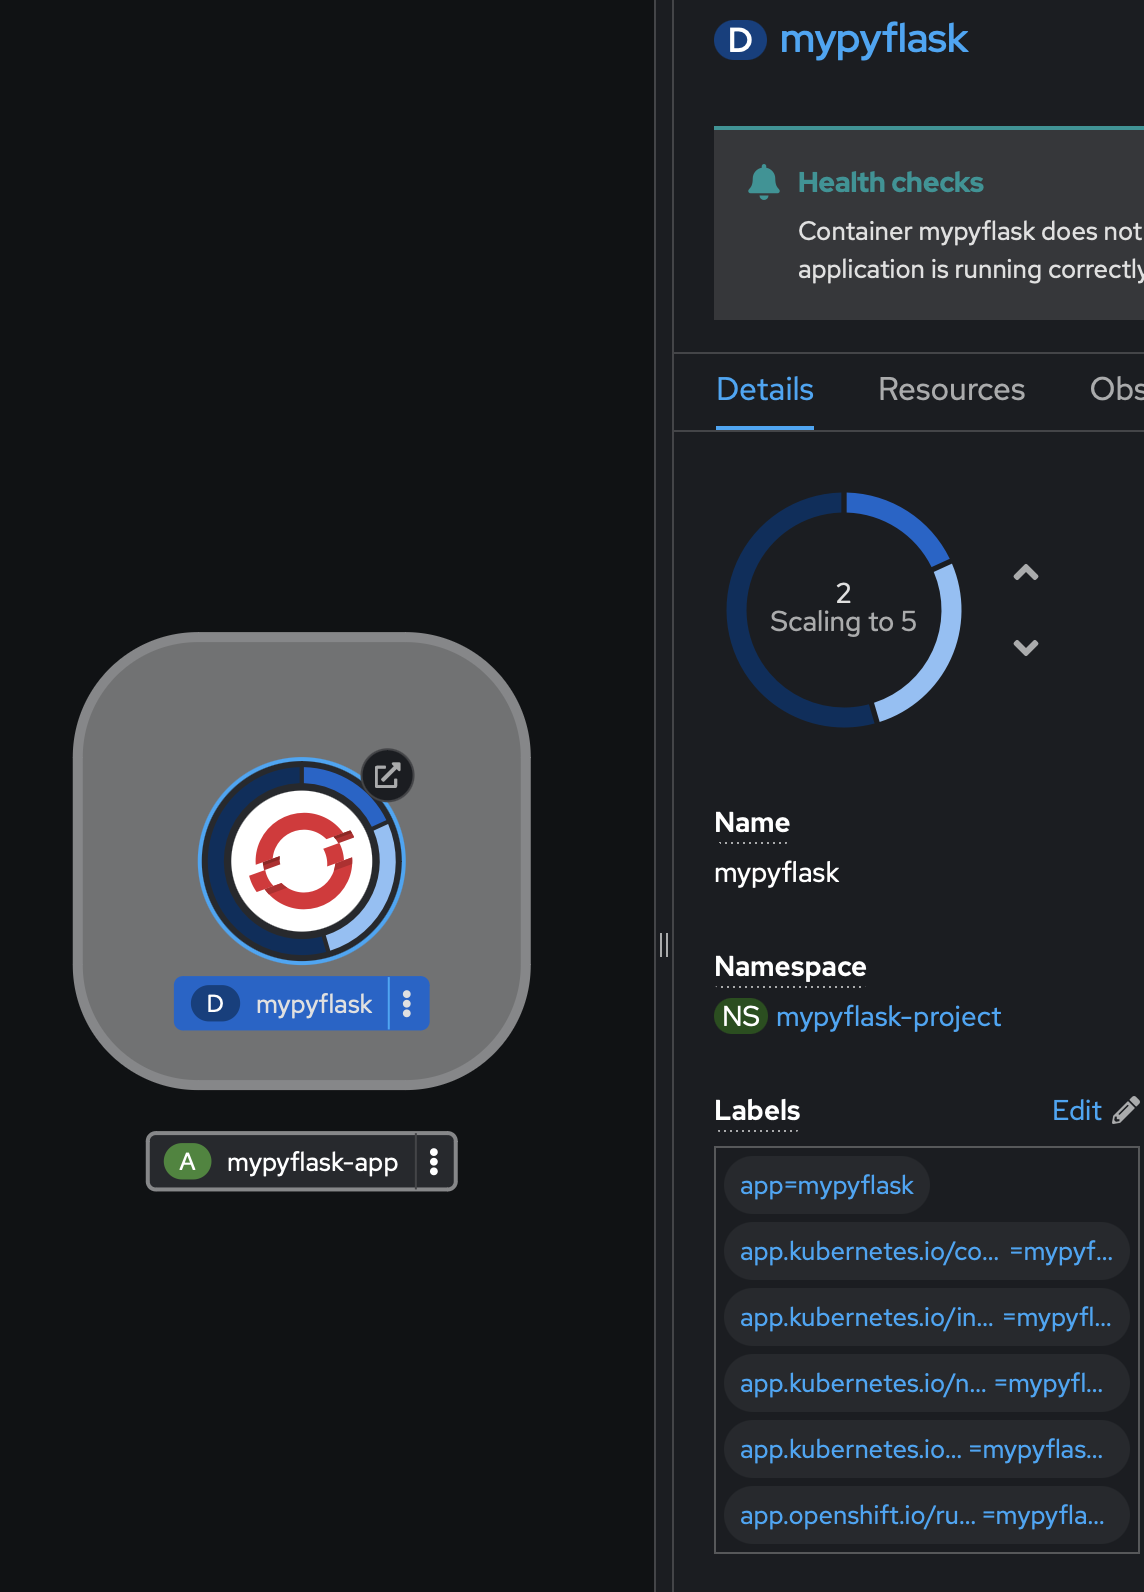 D mypyflask
Health checks
Container mypyflask does not
application is running correctly
Details Resources Obs
2
Scaling to 5
Name
mypyflask
Namespace
NS mypyflask-project
Labels Edit
app=mypyflask
app.kubernetes.io/co... =mypyf...
app.kubernetes.io/in... =mypyfl...
app.kubernetes.io/n... =mypyfl...
app.kubernetes.io... =mypyflas...
app.openshift.io/ru... =mypyfla...
D mypyflask
A mypyflask-app